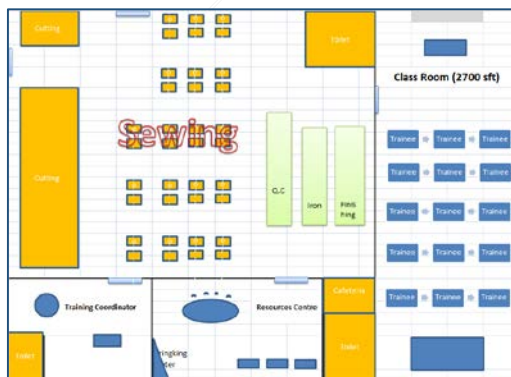 Cutting
Toilet
Class Room (2700 sft)
Sewing
Trainee Trainee Trainee
Trainee Trainee Trainee
Cutting
CLC
Iron
Finis
hing
Trainee Trainee Trainee
Trainee Trainee Trainee
Trainee Trainee Trainee
Cafeteria
Training Coordinator
Resources Centre
Toilet
Toilet